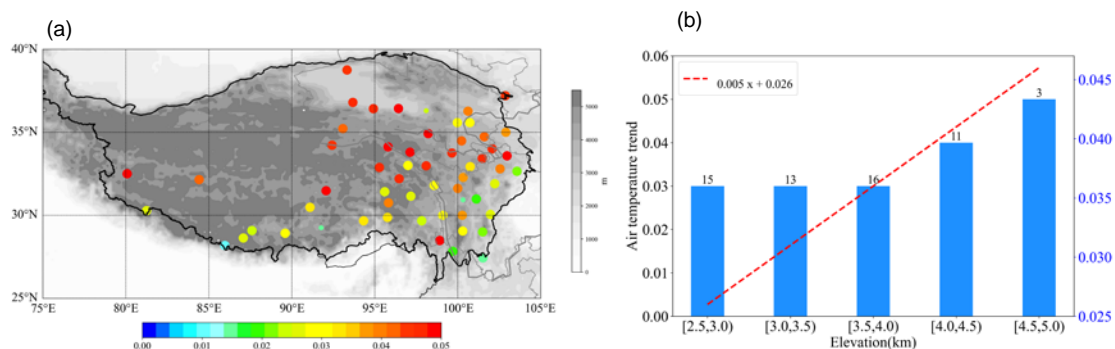 (a)
40°N
35°N
30°N
25°N
75°E 80°E 85°E 90°E 95°E 100°E 105°E
5000
4000
3000
2000
1000
0
m
0.00 0.01 0.02 0.03 0.04 0.05
(b)
0.06
0.05
0.04
0.03
0.02
0.01
0.00
Air temperature trend
0.005 x + 0.026
15 13 16 11 3
0.045
0.040
0.035
0.030
0.025
[2.5,3.0) [3.0,3.5) [3.5,4.0) [4.0,4.5) [4.5,5.0)
Elevation(km)